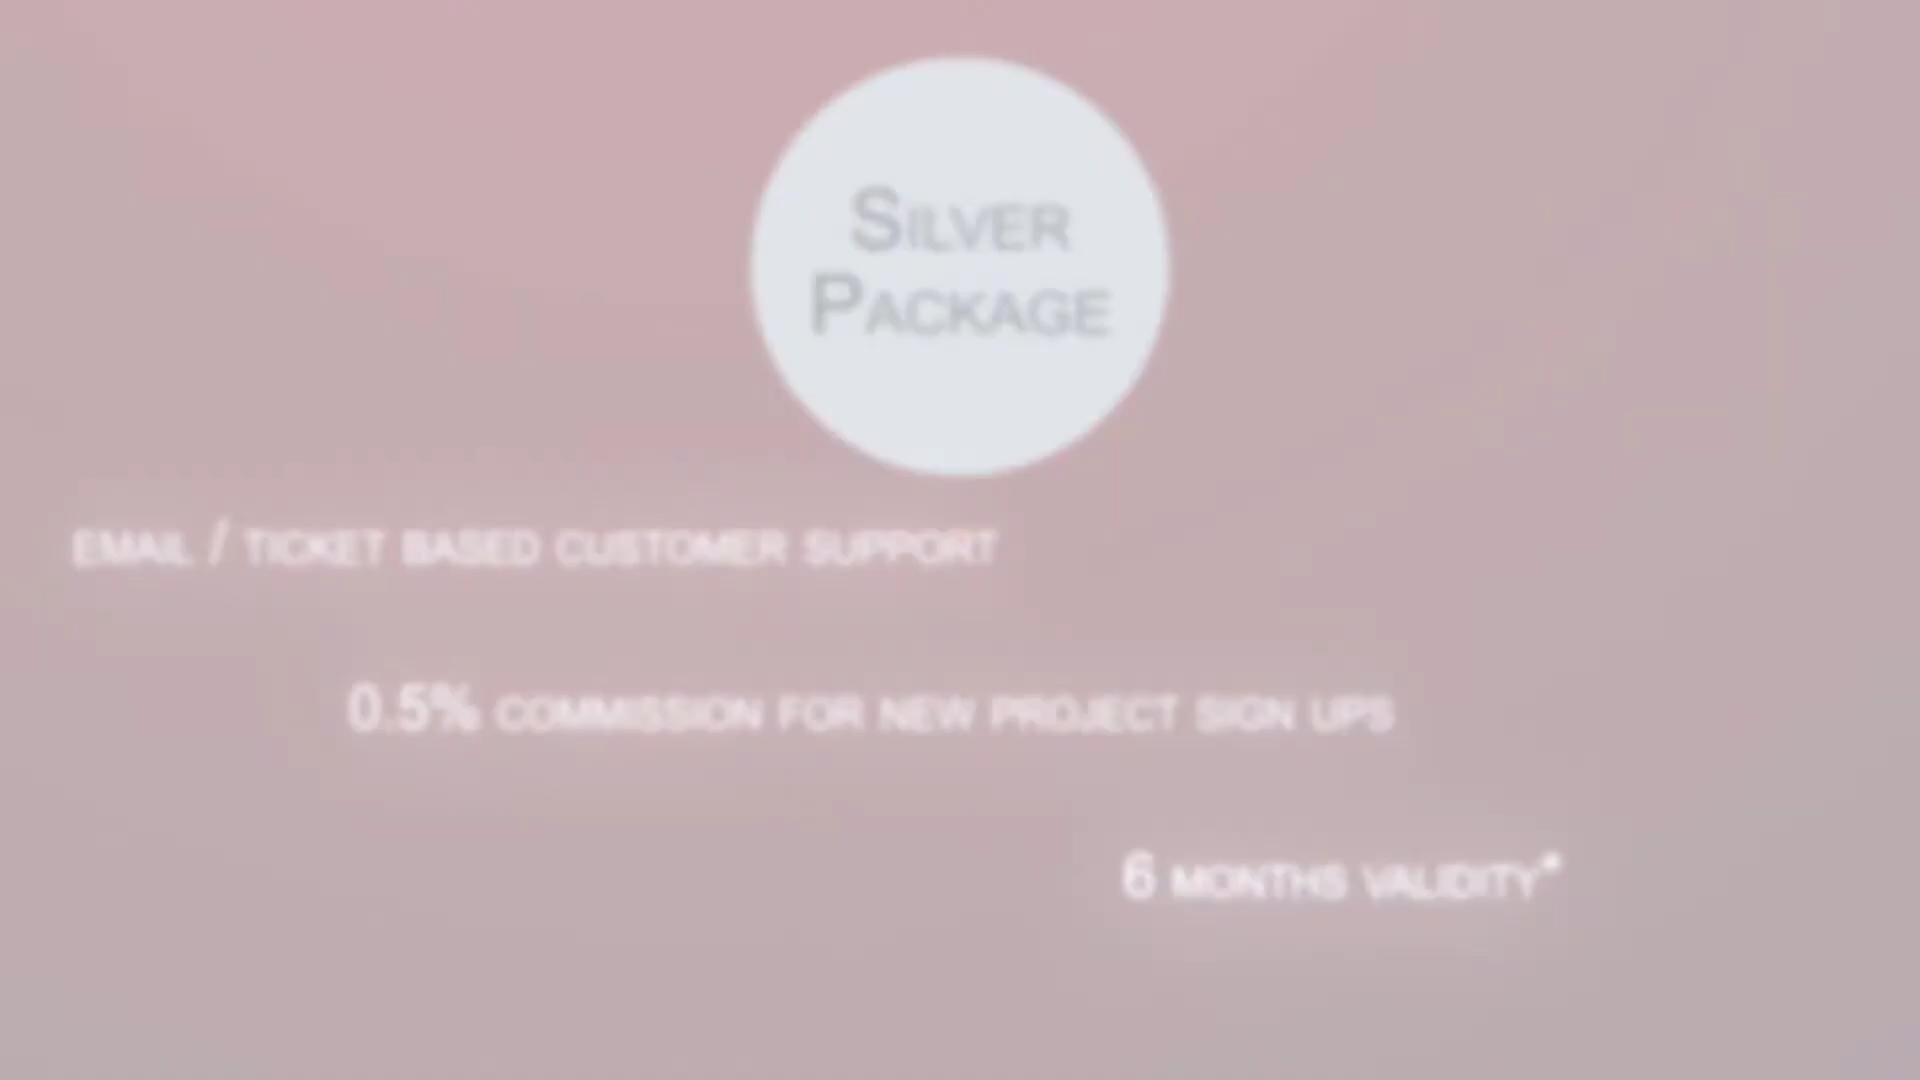 Silver
Package
email / ticket based customer support
0.5% commission for new project sign ups
6 months validity*